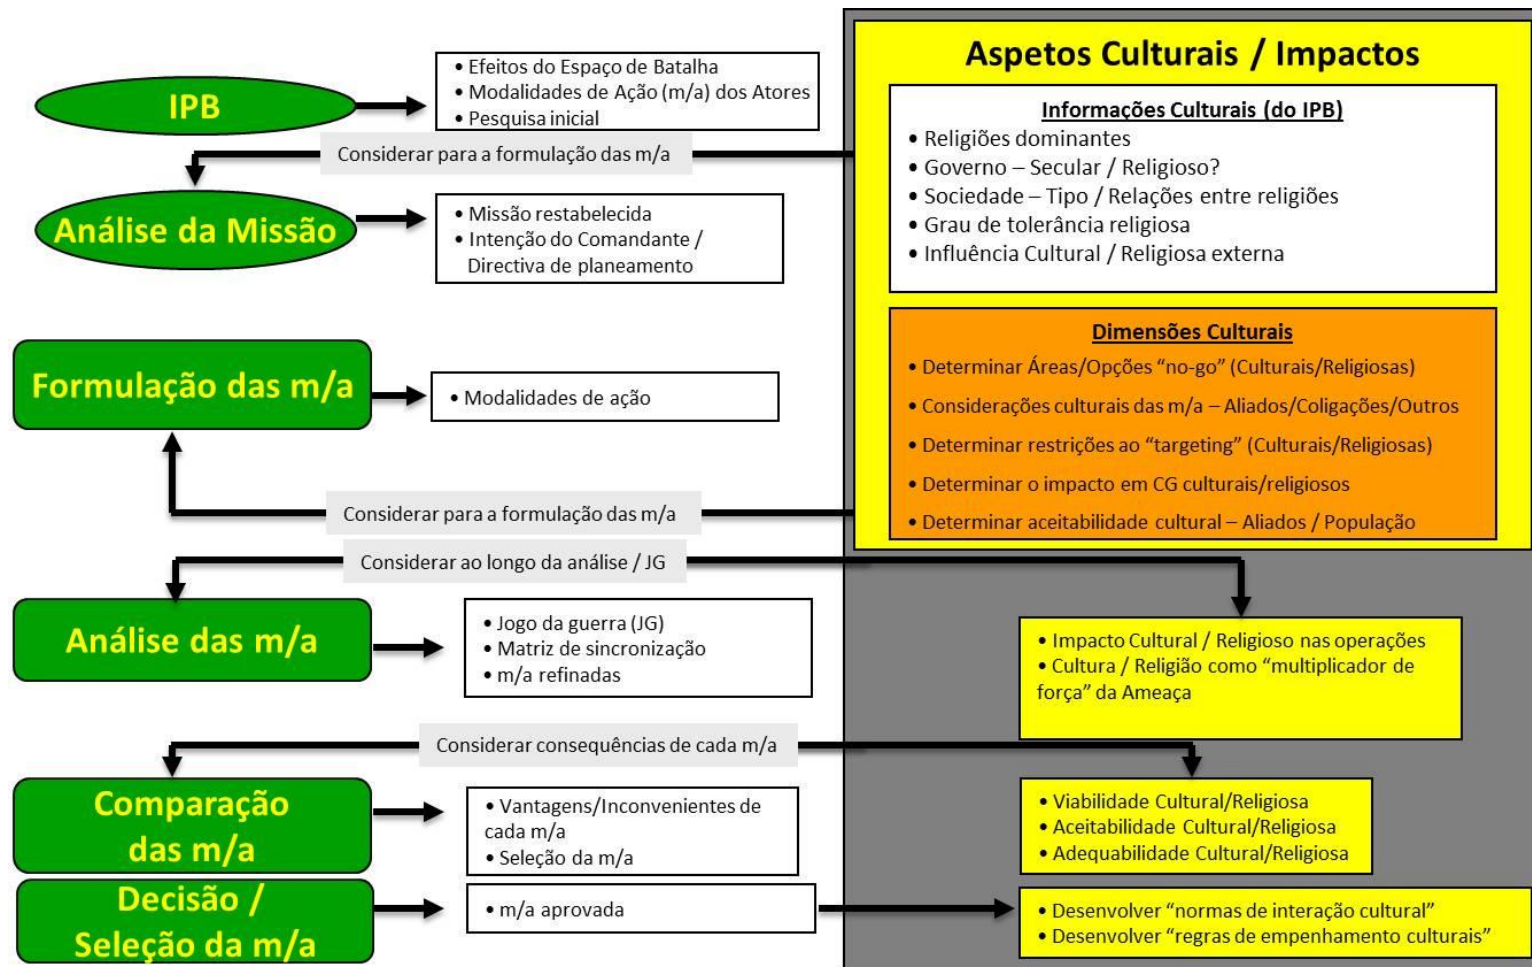 IPB
• Efeitos do Espaço de Batalha
• Modalidades de Ação (m/a) dos Atores
• Pesquisa inicial
Considerar para a formulação das m/a
Análise da Missão
• Missão restabelecida
• Intenção do Comandante /
Directiva de planeamento
Formulação das m/a
• Modalidades de ação
Considerar para a formulação das m/a
Considerar ao longo da análise / JG
Análise das m/a
• Jogo da guerra (JG)
• Matriz de sincronização
• m/a refinadas
Considerar consequências de cada m/a
Comparação
das m/a
• Vantagens/Inconvenientes de
cada m/a
• Seleção da m/a
Decisão /
Seleção da m/a
• m/a aprovada
Aspetos Culturais / Impactos
Informações Culturais (do IPB)
• Religiões dominantes
• Governo – Secular / Religioso?
• Sociedade – Tipo / Relações entre religiões
• Grau de tolerância religiosa
• Influência Cultural / Religiosa externa
Dimensões Culturais
• Determinar Áreas/Opções “no-go” (Culturais/Religiosas)
• Considerações culturais das m/a – Aliados/Coligações/Outros
• Determinar restrições ao “targeting” (Culturais/Religiosas)
• Determinar o impacto em CG culturais/religiosos
• Determinar aceitabilidade cultural – Aliados / População
• Impacto Cultural / Religioso nas operações
• Cultura / Religião como “multiplicador de
força” da Ameaça
• Viabilidade Cultural/Religiosa
• Aceitabilidade Cultural/Religiosa
• Adequabilidade Cultural/Religiosa
• Desenvolver “normas de interação cultural”
• Desenvolver “regras de empenhamento culturais”